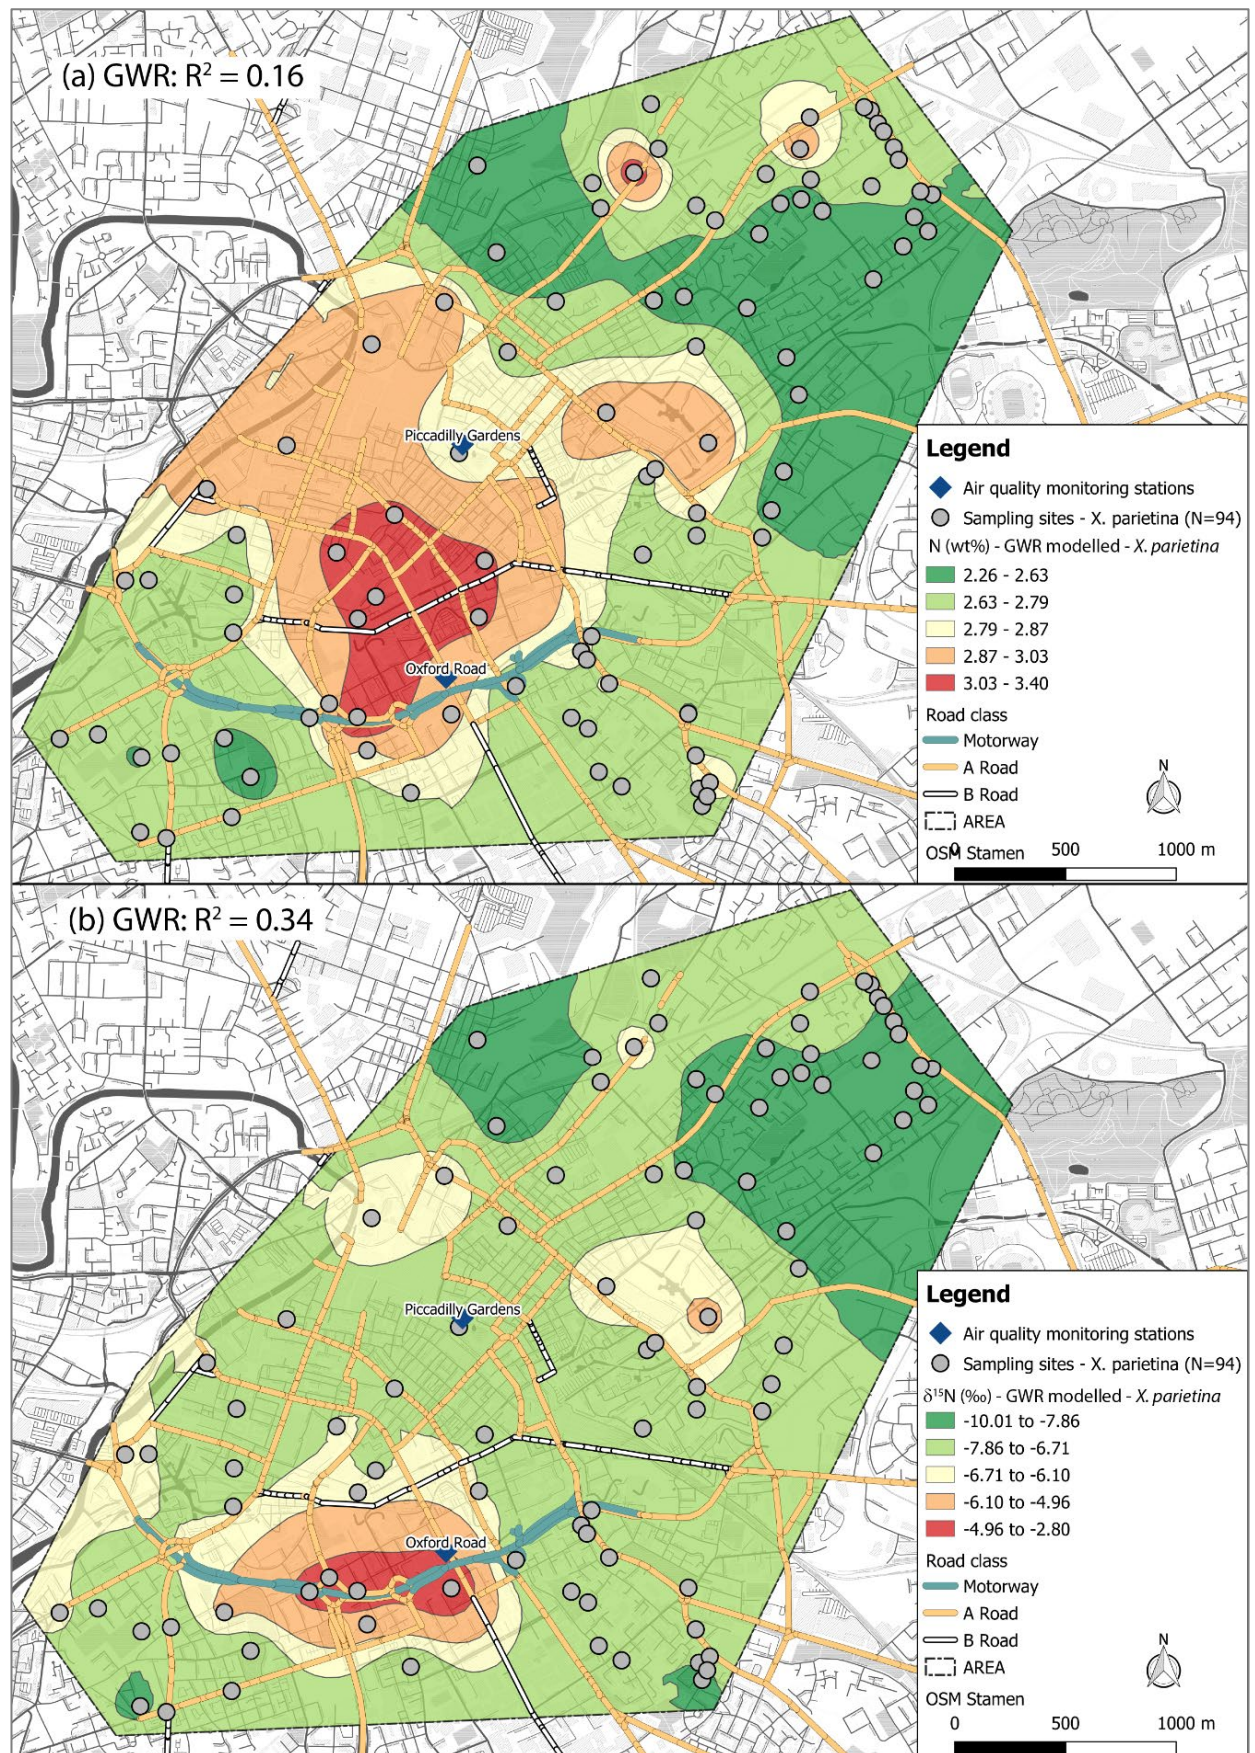 (a) GWR: R² = 0.16
Piccadilly Gardens
Oxford Road
Legend
Air quality monitoring stations
Sampling sites - X. parietina (N=94)
N (wt%) - GWR modelled - X. parietina
2.26 - 2.63
2.63 - 2.79
2.79 - 2.87
2.87 - 3.03
3.03 - 3.40
Road class
Motorway
A Road
B Road
AREA
N
OSM Stamen
0 500 1000 m
(b) GWR: R² = 0.34
Piccadilly Gardens
Oxford Road
Legend
Air quality monitoring stations
Sampling sites - X. parietina (N=94)
δ¹⁵N (‰) - GWR modelled - X. parietina
-10.01 to -7.86
-7.86 to -6.71
-6.71 to -6.10
-6.10 to -4.96
-4.96 to -2.80
Road class
Motorway
A Road
B Road
AREA
N
OSM Stamen
0 500 1000 m